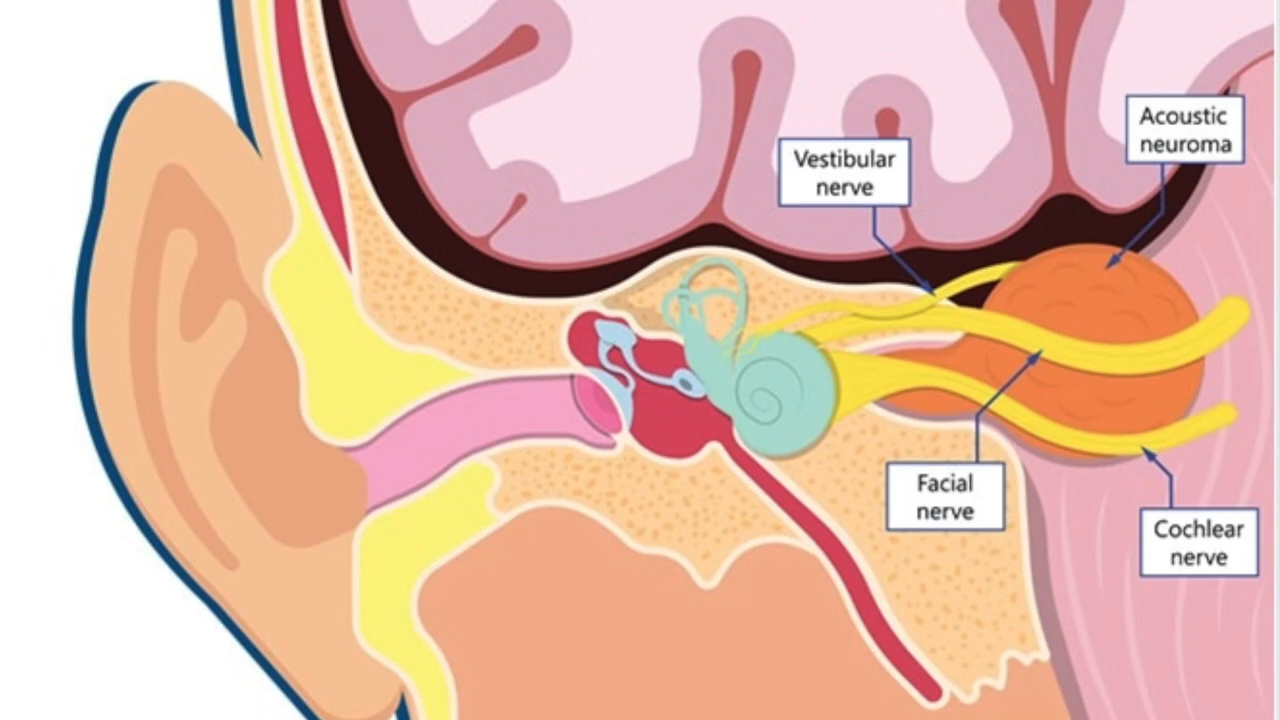 Acoustic
neuroma
Vestibular
nerve
Facial
nerve
Cochlear
nerve